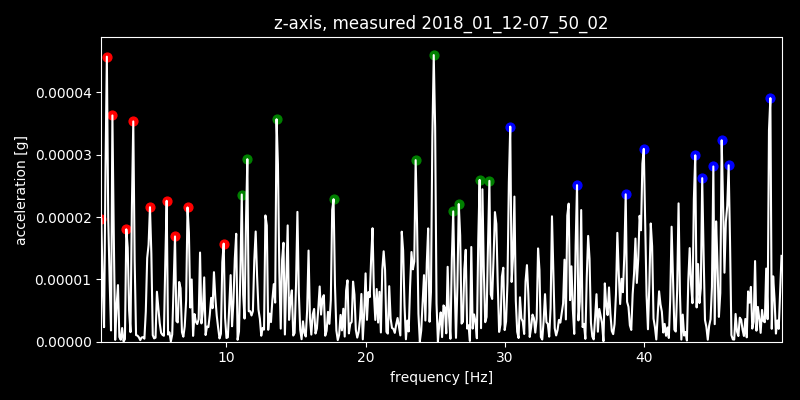 z-axis, measured 2018_01_12-07_50_02
acceleration [g]
0.00004
0.00003
0.00002
0.00001
0.00000
10 20 30 40
frequency [Hz]